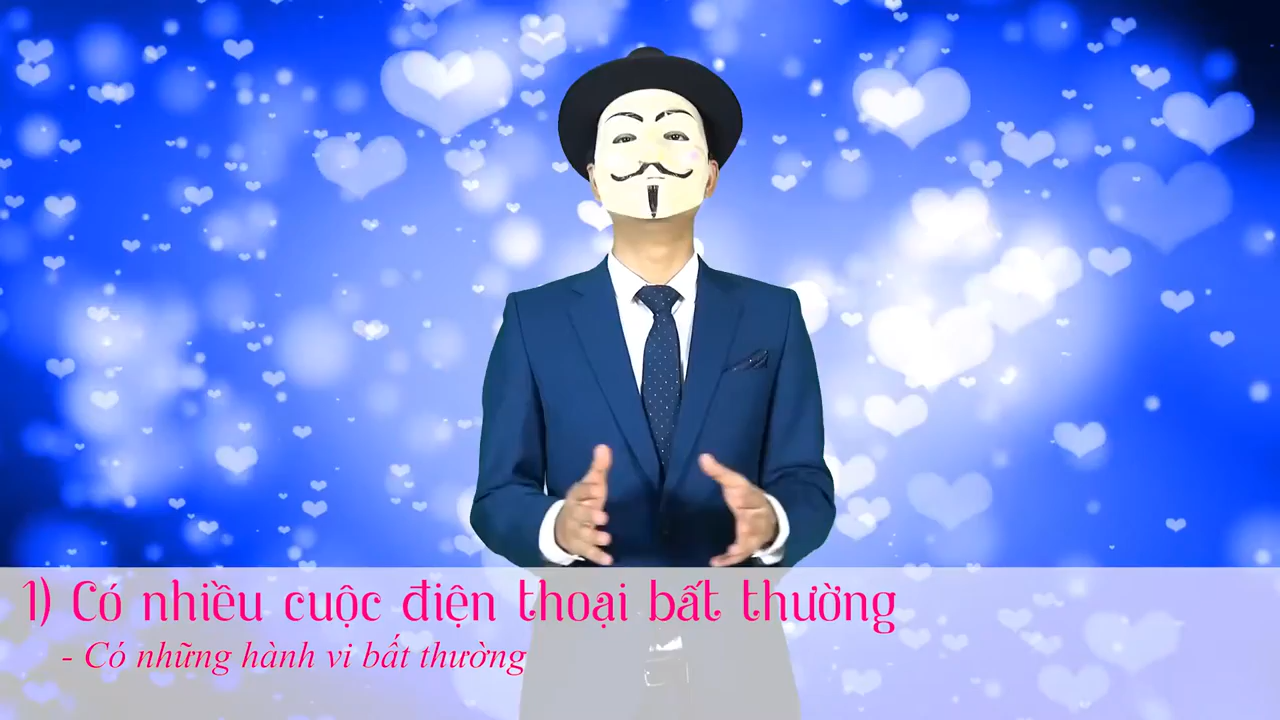 1) Có nhiều cuộc điện thoại bất thường
- Có những hành vi bất thường